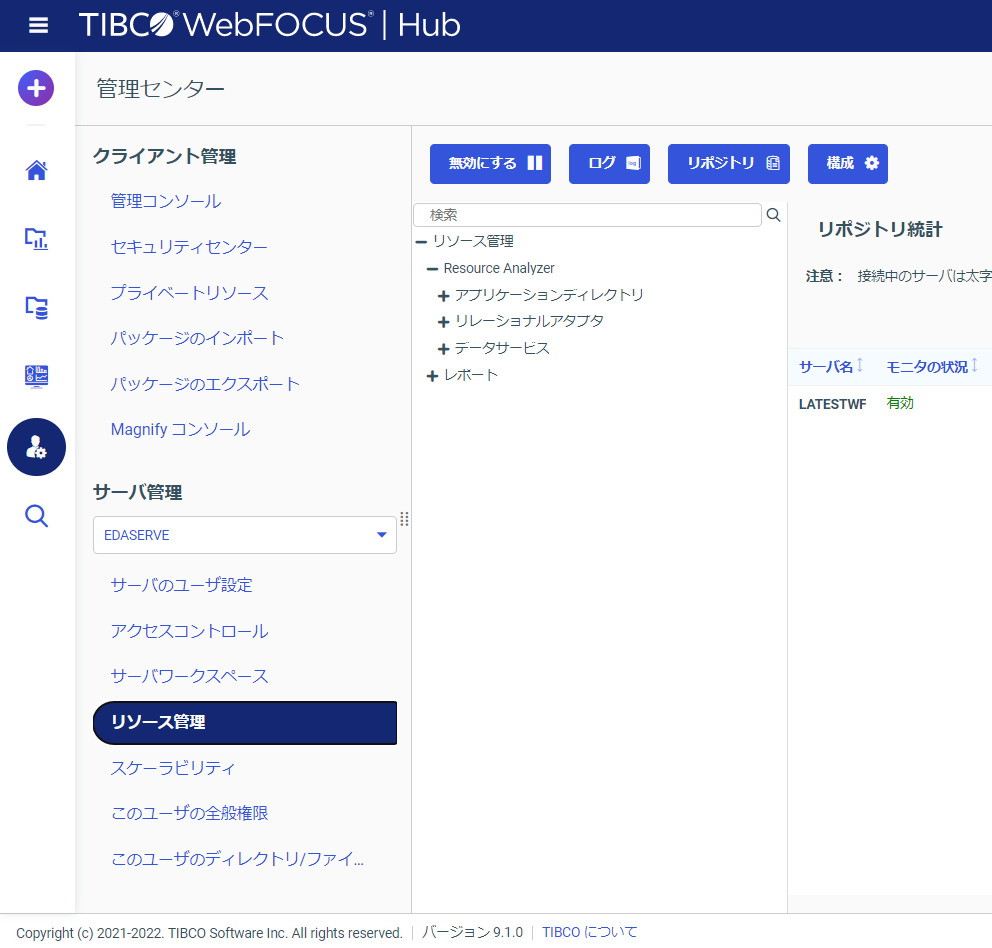 TIBCO® WebFOCUS® | Hub
管理センター
クライアント管理
管理コンソール
セキュリティセンター
プライベートリソース
パッケージのインポート
パッケージのエクスポート
Magnify コンソール
サーバ管理
EDASERVE
サーバのユーザ設定
アクセスコントロール
サーバワークスペース
リソース管理
スケーラビリティ
このユーザの全般権限
このユーザのディレクトリ/ファイ...
無効にする ログ リポジトリ 構成
検索
リソース管理
Resource Analyzer
アプリケーションディレクトリ
リレーショナルアダプタ
データサービス
レポート
リポジトリ統計
注意： 接続中のサーバは太字
サーバ名 モニタの状況
LATESTWF 有効
Copyright (c) 2021-2022. TIBCO Software Inc. All rights reserved. バージョン 9.1.0 TIBCO について